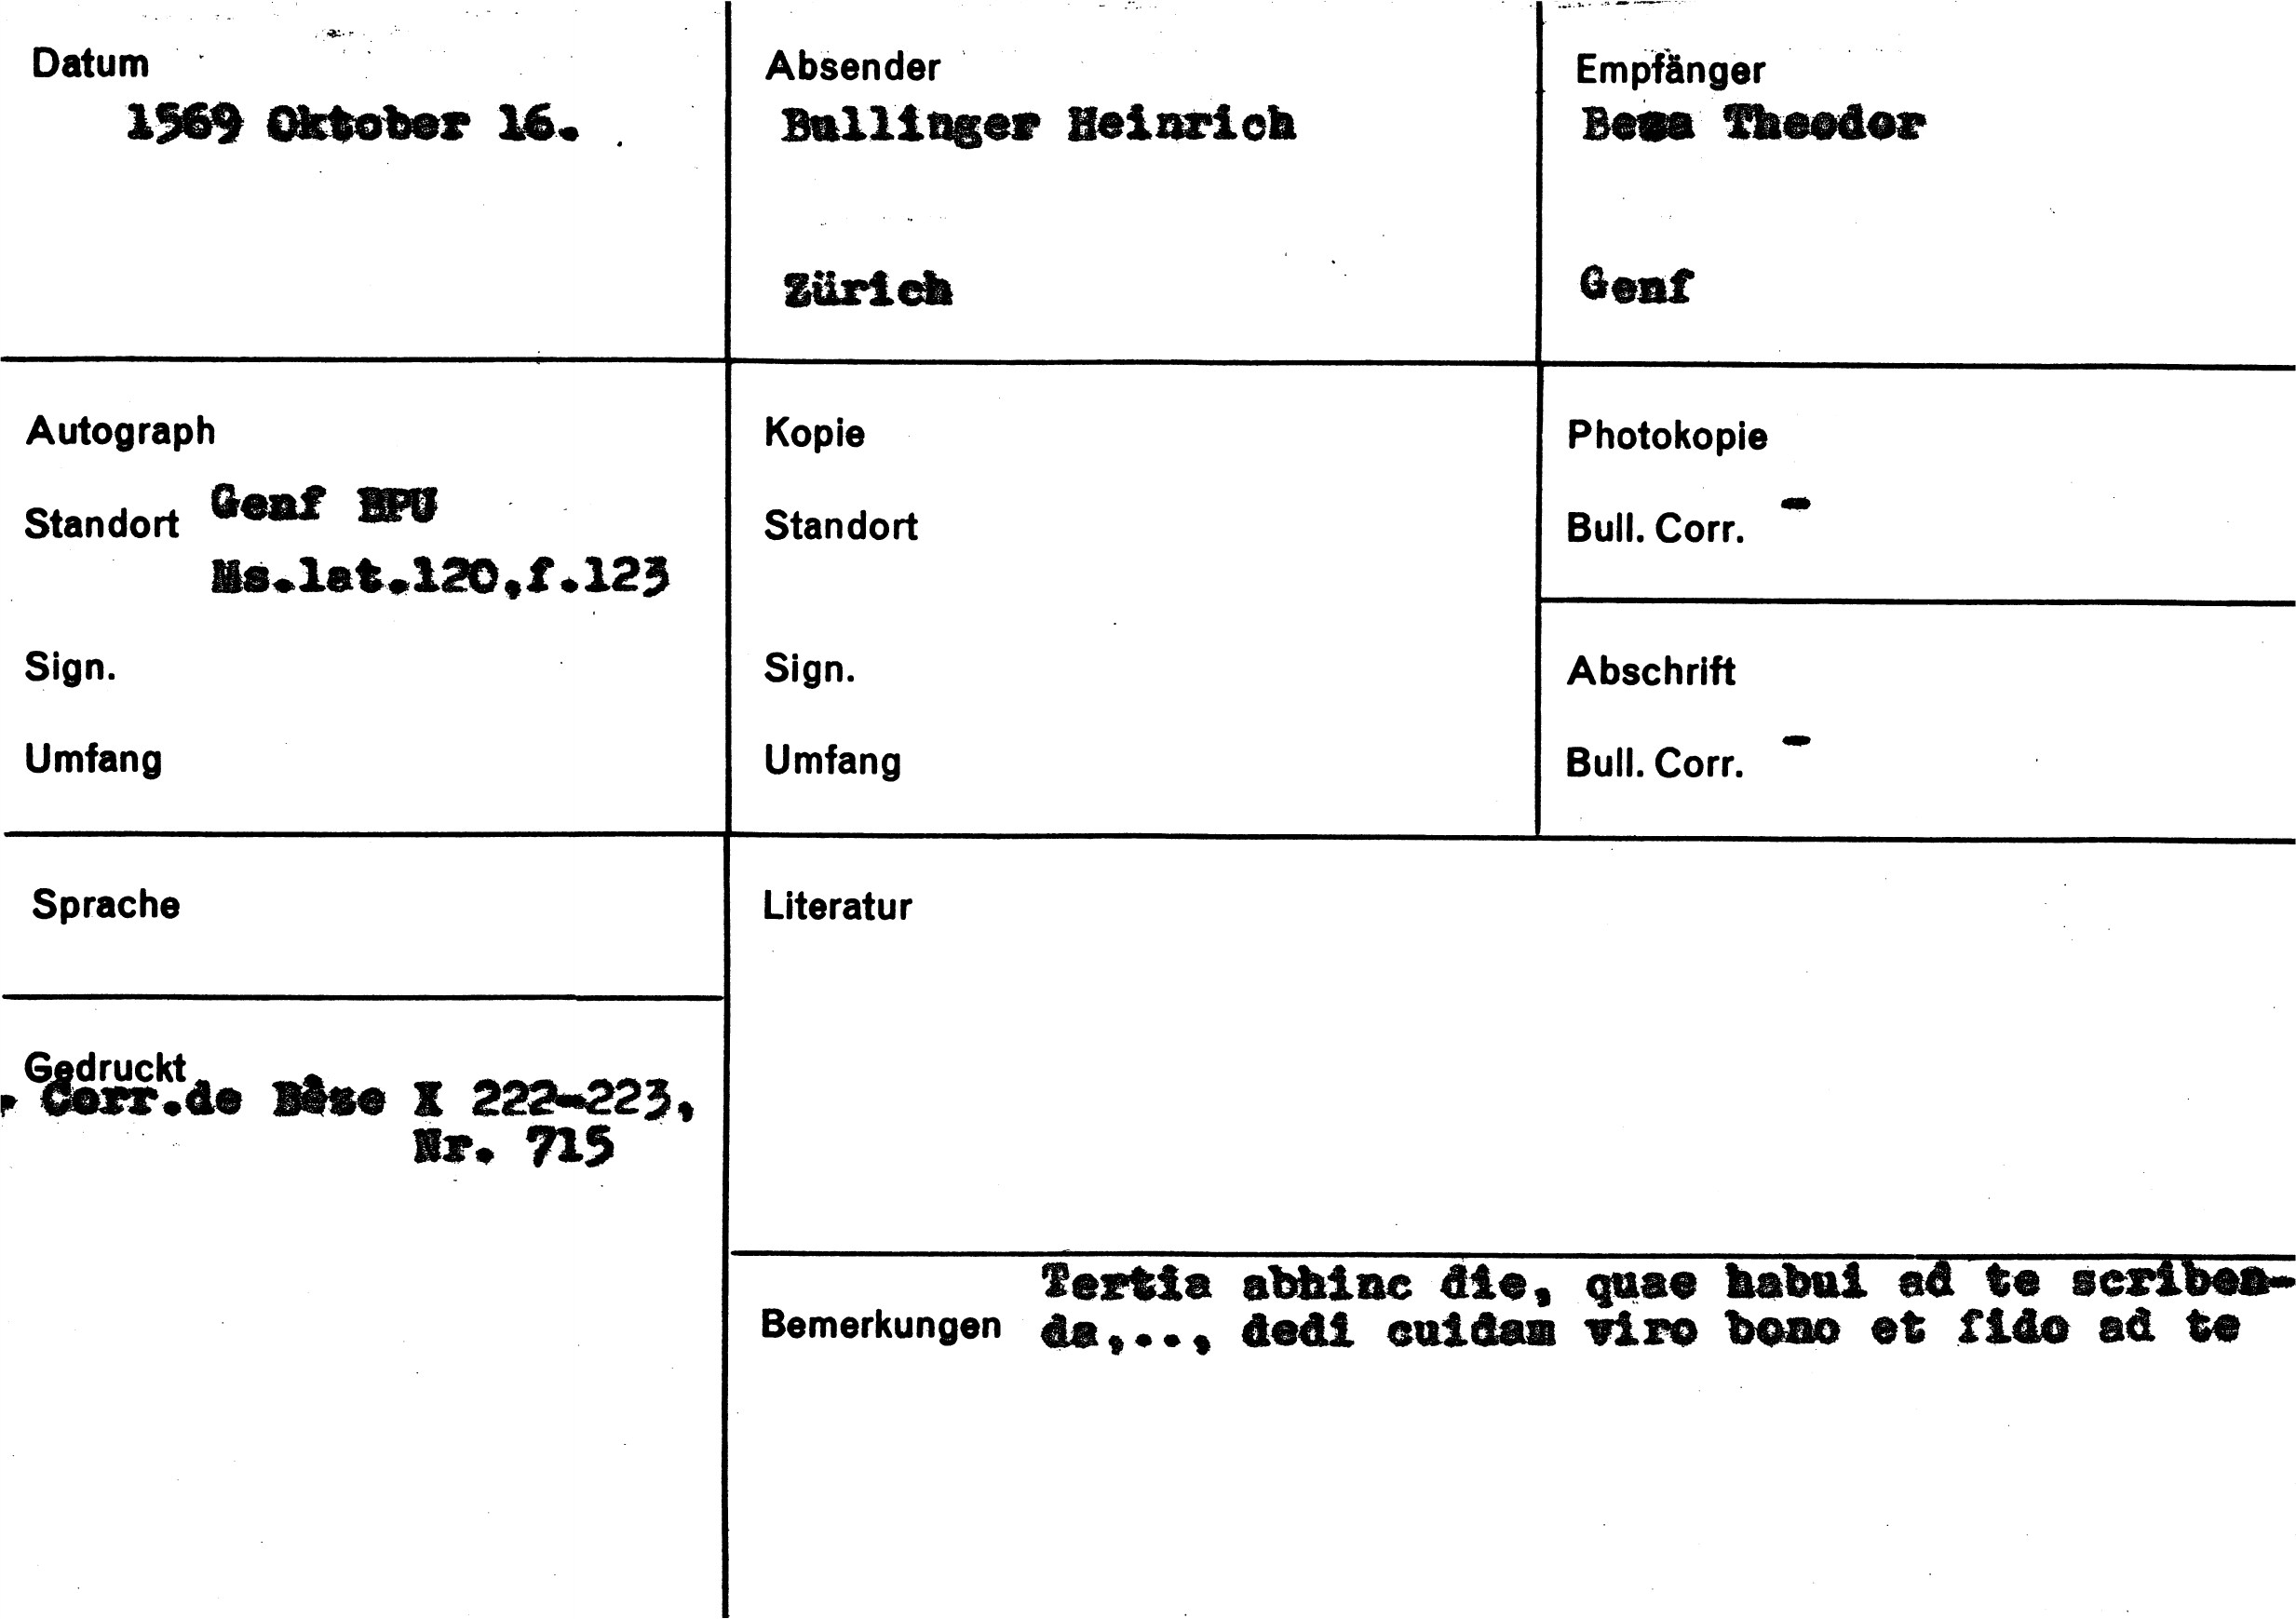 Datum
1569 Oktober 16.
Absender
Bullinger Heinrich
Zürich
Empfänger
Beza Theodor
Genf
Autograph
Standort Genf BPU
Ms.lat.120,f.123
Sign.
Umfang
Kopie
Standort
Sign.
Umfang
Photokopie
Bull. Corr. -
Abschrift
Bull. Corr. -
Sprache
Gedruckt
Corr.de Bèze X 222-223,
Nr. 715
Literatur
Bemerkungen
Tertia abhinc die, quae habui ad te scriben-
da,.., dedi cuidam viro bono et fido ad te